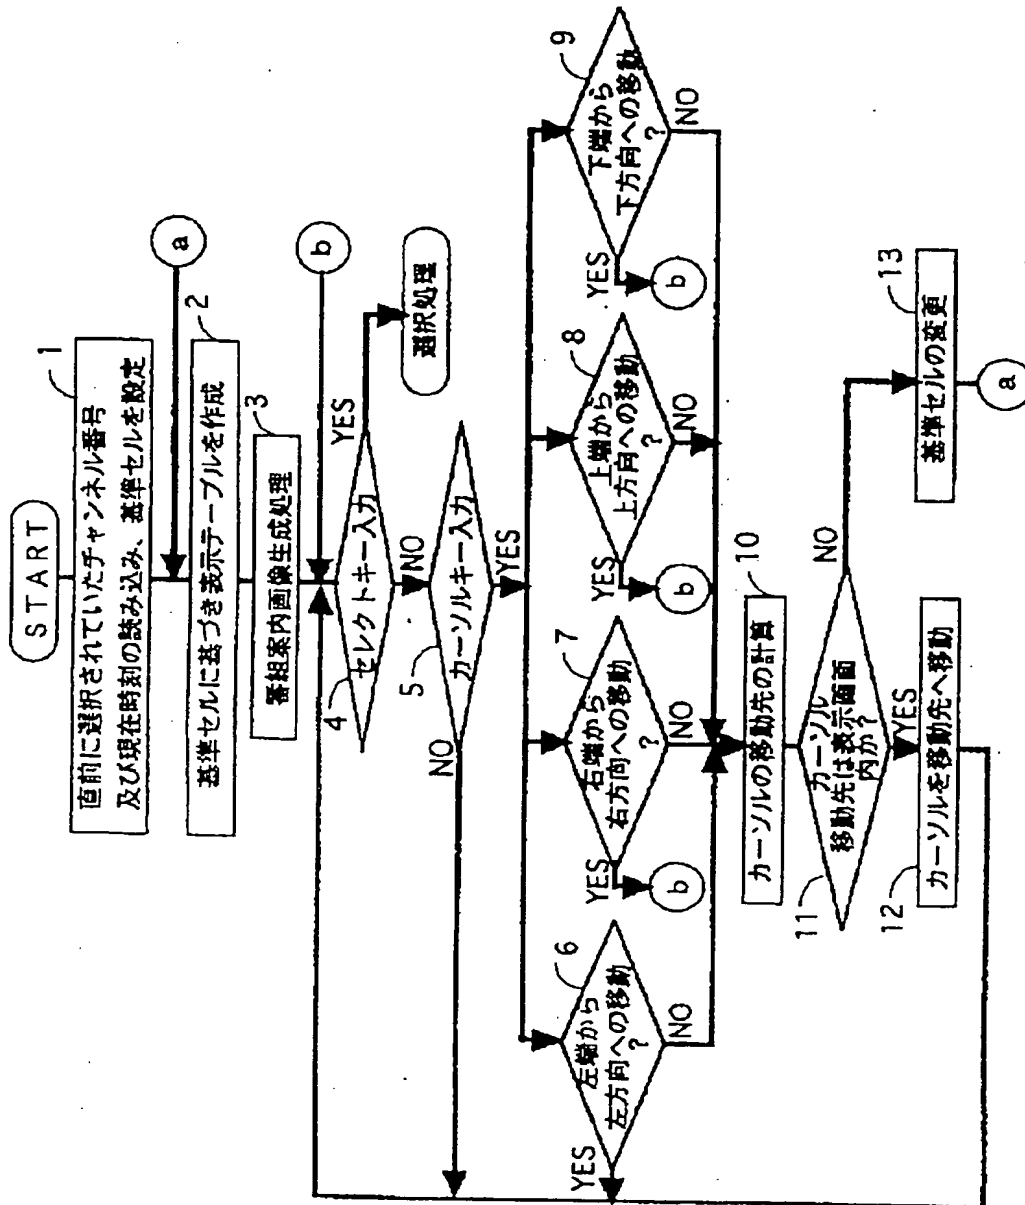 START
1
直前に選択されていたチャンネル番号
及び現在時刻の読み込み、基準セルを設定
a
2
基準セルに基づき表示テーブルを作成
3
番組案内画像生成処理
b
4
セレクトキー入力
YES
選択処理
NO
5
カーソルキー入力
NO
YES
6
左端から
左方向への移動
?
YES
NO
7
右端から
右方向への移動
?
YES
b
NO
8
上端から
上方向への移動
?
YES
b
NO
9
下端から
下方向への移動
?
YES
b
NO
10
カーソルの移動先の計算
11
カーソル
移動先は表示画面
内か?
NO
YES
12
カーソルを移動先へ移動
13
基準セルの変更
a